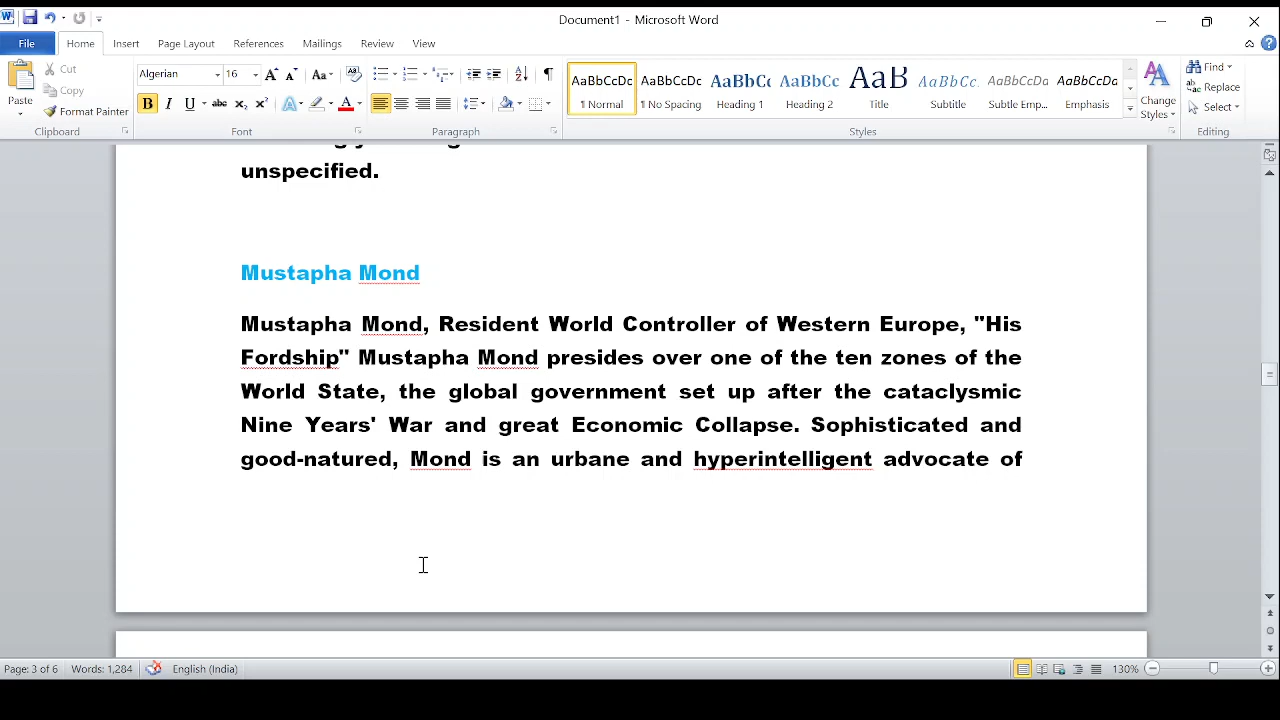 Document1 - Microsoft Word
File Home Insert Page Layout References Mailings Review View
Paste
Cut
Copy
Format Painter
Clipboard
Algerian 16
Font
Paragraph
AaBbCcDc AaBbCcDc AaBbCc AaBbCc AaB AaBbCc. AaBbCcDc AaBbCcDc
¶ Normal ¶ No Spacing Heading 1 Heading 2 Title Subtitle Subtle Em... Emphasis
Change Styles
Styles
Find
Replace
Select
Editing
unspecified.
Mustapha Mond
Mustapha Mond, Resident World Controller of Western Europe, "His
Fordship" Mustapha Mond presides over one of the ten zones of the
World State, the global government set up after the cataclysmic
Nine Years' War and great Economic Collapse. Sophisticated and
good-natured, Mond is an urbane and hyperintelligent advocate of
Page: 3 of 6 Words: 1,284 English (India) 130%